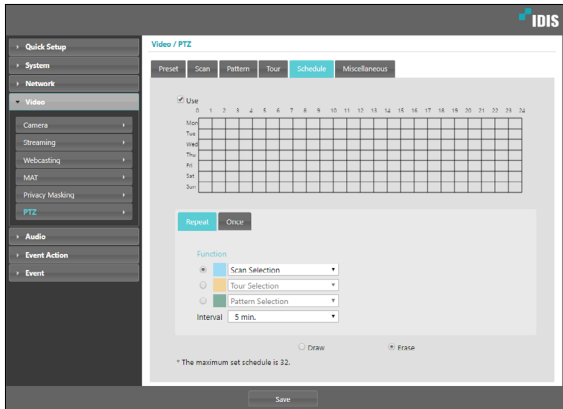 IDIS
Quick Setup
System
Network
Video
Camera
Streaming
Webcasting
MAT
Privacy Masking
PTZ
Audio
Event Action
Event
Video / PTZ
Preset Scan Pattern Tour Schedule Miscellaneous
Use
0 1 2 3 4 5 6 7 8 9 10 11 12 13 14 15 16 17 18 19 20 21 22 23 24
Mon
Tue
Wed
Thu
Fri
Sat
Sun
Repeat Once
Function
Scan Selection
Tour Selection
Pattern Selection
Interval 5 min.
Draw Erase
* The maximum set schedule is 32.
Save